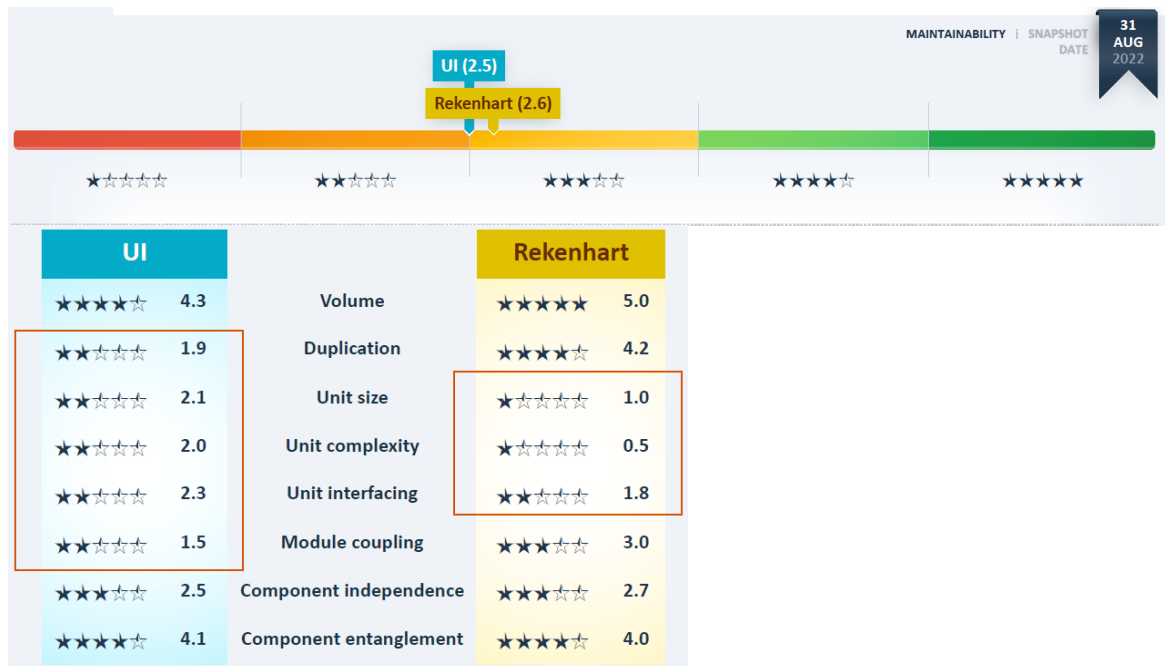 MAINTAINABILITY | SNAPSHOT DATE
31 AUG 2022
UI (2.5)
Rekenhart (2.6)
★☆☆☆☆ ★★☆☆☆ ★★★☆☆ ★★★★☆ ★★★★★
UI Rekenhart
★★★★☆ 4.3 Volume ★★★★★ 5.0
★★☆☆☆ 1.9 Duplication ★★★★☆ 4.2
★★☆☆☆ 2.1 Unit size ★☆☆☆☆ 1.0
★★☆☆☆ 2.0 Unit complexity ★☆☆☆☆ 0.5
★★☆☆☆ 2.3 Unit interfacing ★★☆☆☆ 1.8
★★☆☆☆ 1.5 Module coupling ★★★☆☆ 3.0
★★★☆☆ 2.5 Component independence ★★★☆☆ 2.7
★★★★☆ 4.1 Component entanglement ★★★★☆ 4.0